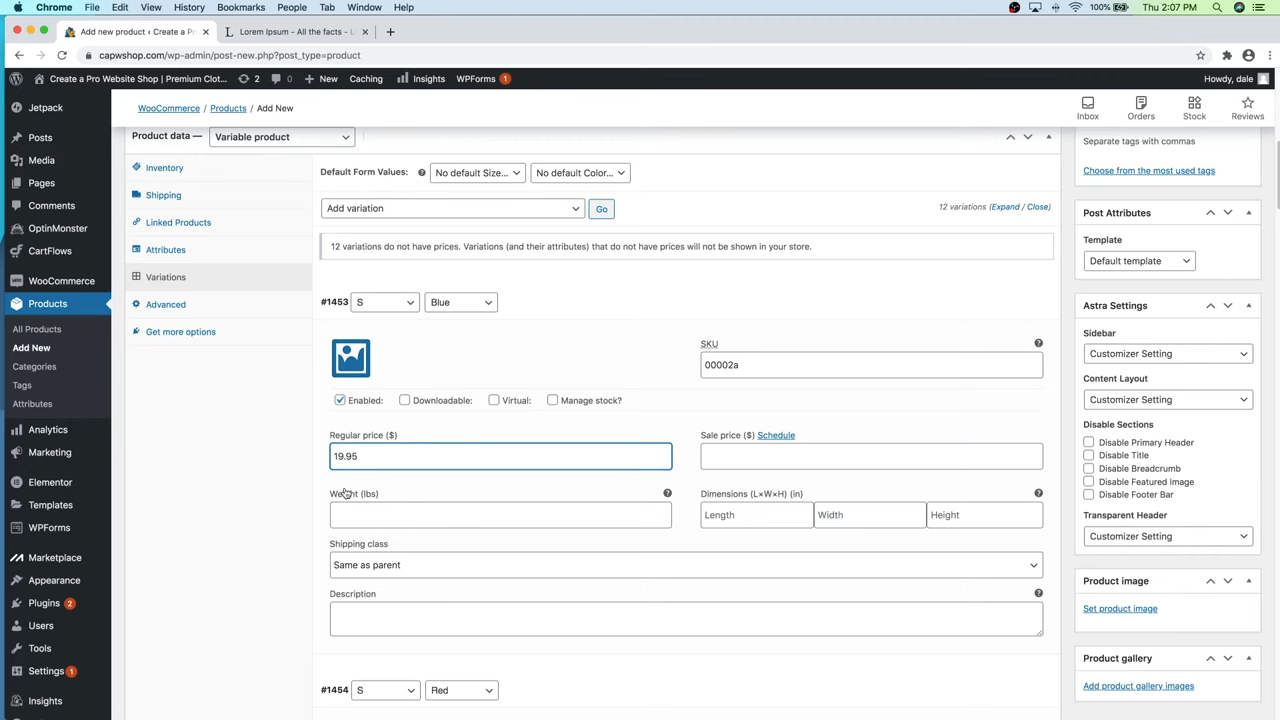 Chrome File Edit View History Bookmarks People Tab Window Help 100% Thu 2:07 PM
Add new product ‹ Create a Pr Lorem Ipsum - All the facts - L
capwshop.com/wp-admin/post-new.php?post_type=product
Create a Pro Website Shop | Premium Clot... 2 0 New Caching Insights WPForms 1 Howdy, dale
WooCommerce / Products / Add New
Inbox Orders Stock Reviews
Jetpack
Posts
Media
Pages
Comments
OptinMonster
CartFlows
WooCommerce
Products
All Products
Add New
Categories
Tags
Attributes
Analytics
Marketing
Elementor
Templates
WPForms
Marketplace
Appearance
Plugins 2
Users
Tools
Settings 1
Insights
Product data — Variable product
Inventory
Shipping
Linked Products
Attributes
Variations
Advanced
Get more options
Default Form Values: No default Size... No default Color...
Add variation Go 12 variations (Expand / Close)
12 variations do not have prices. Variations (and their attributes) that do not have prices will not be shown in your store.
#1453 S Blue
SKU
00002a
Enabled: Downloadable: Virtual: Manage stock?
Regular price ($) Sale price ($) Schedule
19.95
Weight (lbs) Dimensions (L×W×H) (in)
Length Width Height
Shipping class
Same as parent
Description
#1454 S Red
Separate tags with commas
Choose from the most used tags
Post Attributes
Template
Default template
Astra Settings
Sidebar
Customizer Setting
Content Layout
Customizer Setting
Disable Sections
Disable Primary Header
Disable Title
Disable Breadcrumb
Disable Featured Image
Disable Footer Bar
Transparent Header
Customizer Setting
Product image
Set product image
Product gallery
Add product gallery images